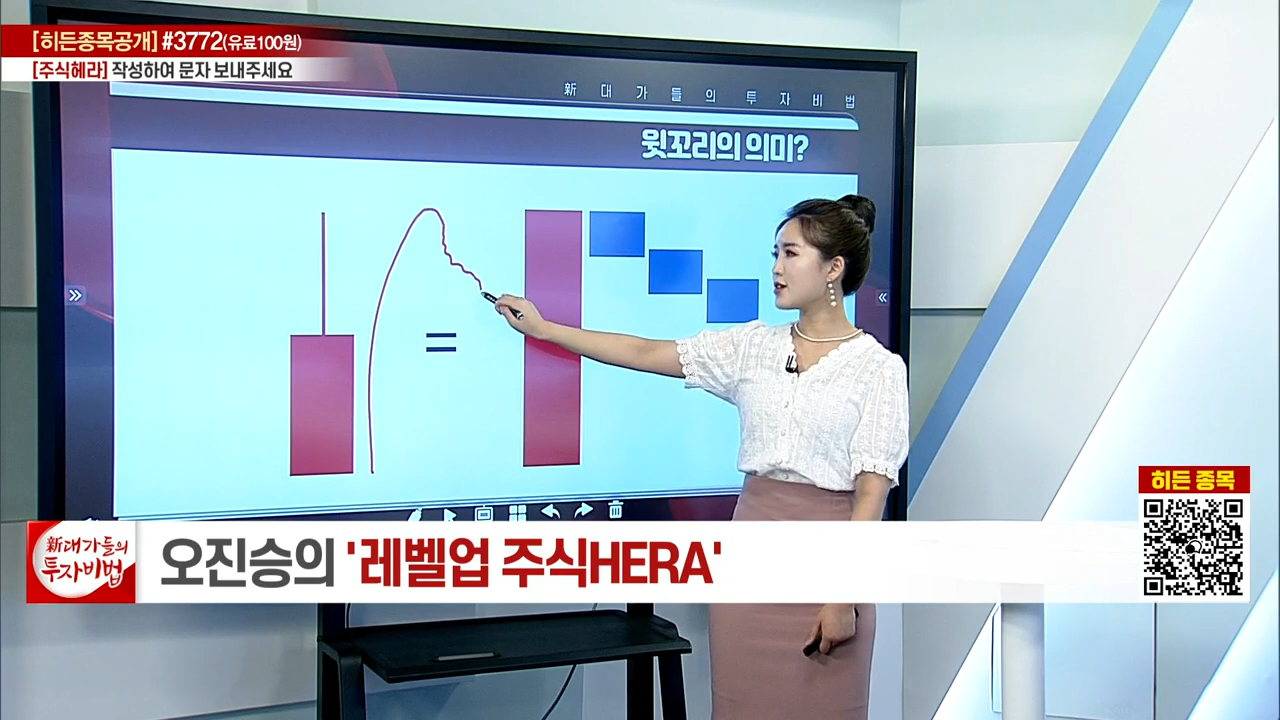 [히든종목공개] #3772(유료100원)
[주식헤라] 작성하여 문자 보내주세요
新 대 가 들 의 투 자 비 법
윗꼬리의 의미?
히든 종목
新대가들의
투자비법
오진승의 '레벨업 주식HERA'